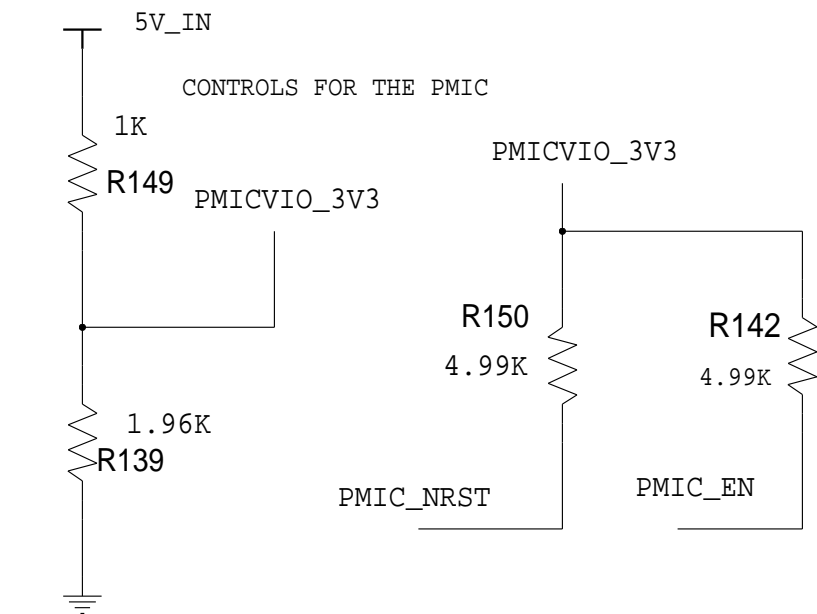 5V_IN
CONTROLS FOR THE PMIC
1K
R149
PMICVIO_3V3
1.96K
R139
PMICVIO_3V3
R150
4.99K
R142
4.99K
PMIC_NRST
PMIC_EN